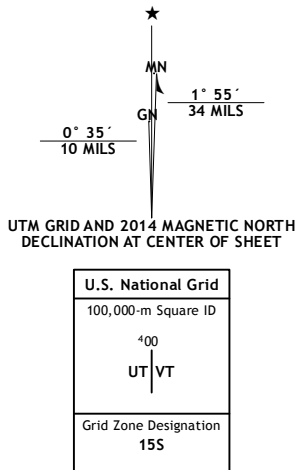 ★
MN
1° 55´
34 MILS
GN
0° 35´
10 MILS
UTM GRID AND 2014 MAGNETIC NORTH
DECLINATION AT CENTER OF SHEET
U.S. National Grid
100,000-m Square ID
⁴00
UT VT
Grid Zone Designation
15S